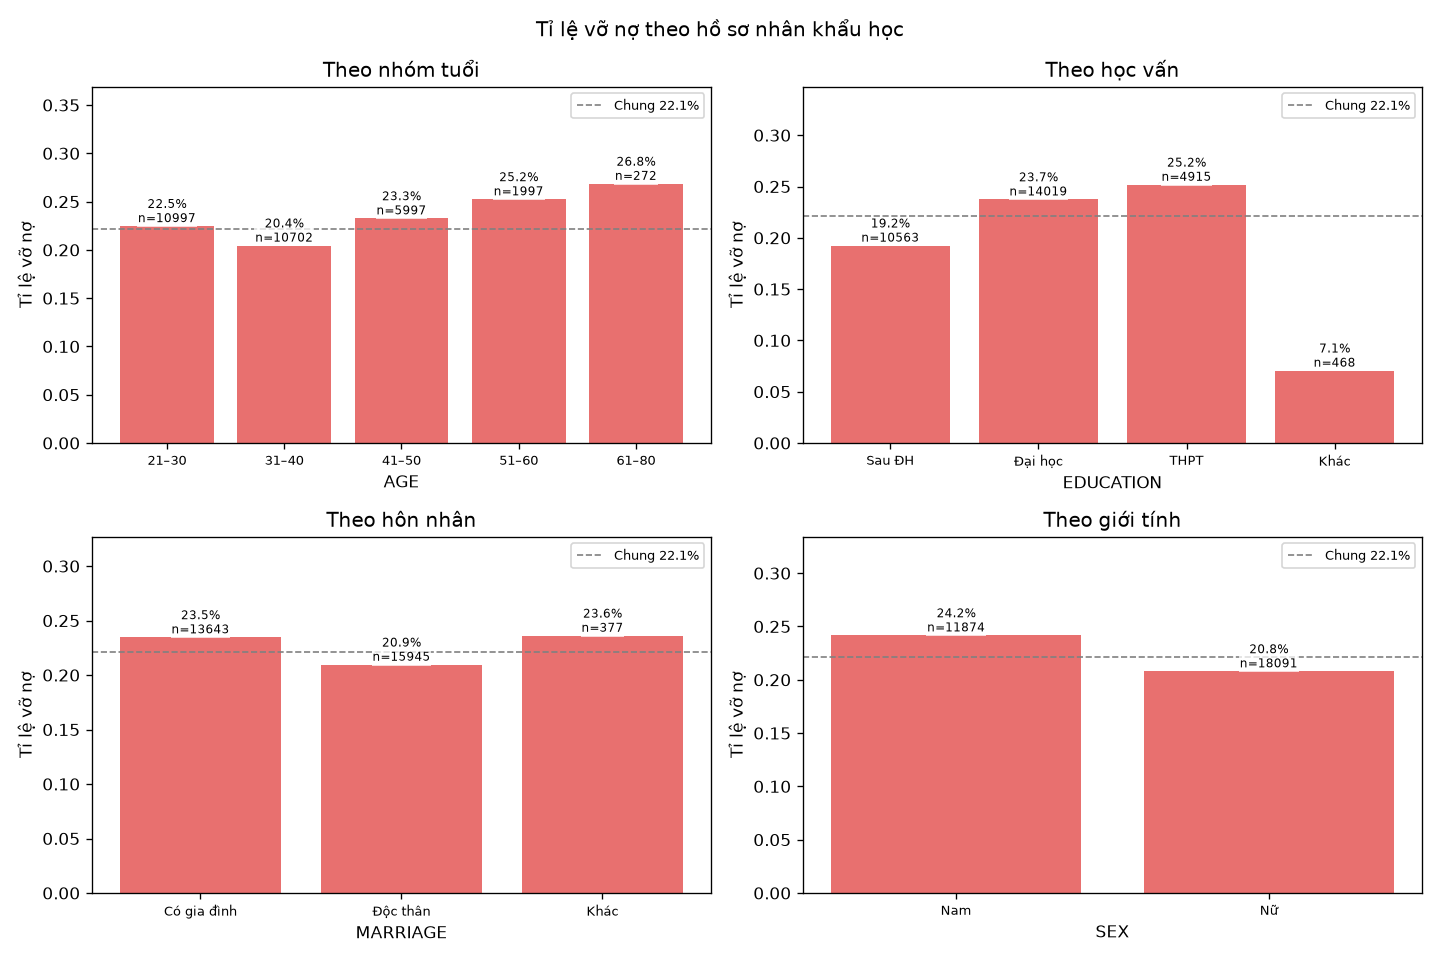 Tỉ lệ vỡ nợ theo hồ sơ nhân khẩu học
Theo nhóm tuổi
Chung 22.1%
Tỉ lệ vỡ nợ
0.35
0.30
0.25
0.20
0.15
0.10
0.05
0.00
22.5%
n=10997
20.4%
n=10702
23.3%
n=5997
25.2%
n=1997
26.8%
n=272
21–30
31–40
41–50
51–60
61–80
AGE
Theo học vấn
Chung 22.1%
Tỉ lệ vỡ nợ
0.30
0.25
0.20
0.15
0.10
0.05
0.00
19.2%
n=10563
23.7%
n=14019
25.2%
n=4915
7.1%
n=468
Sau ĐH
Đại học
THPT
Khác
EDUCATION
Theo hôn nhân
Chung 22.1%
Tỉ lệ vỡ nợ
0.30
0.25
0.20
0.15
0.10
0.05
0.00
23.5%
n=13643
20.9%
n=15945
23.6%
n=377
Có gia đình
Độc thân
Khác
MARRIAGE
Theo giới tính
Chung 22.1%
Tỉ lệ vỡ nợ
0.30
0.25
0.20
0.15
0.10
0.05
0.00
24.2%
n=11874
20.8%
n=18091
Nam
Nữ
SEX